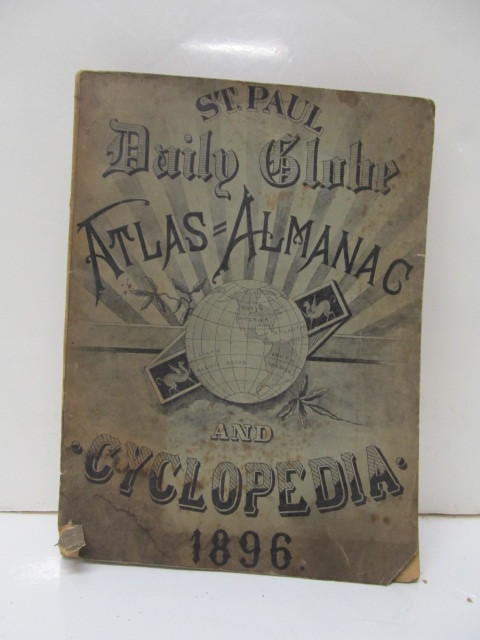 ST. PAUL
Daily Globe
ATLAS=ALMANAC
AND
·CYCLOPEDIA·
1896.